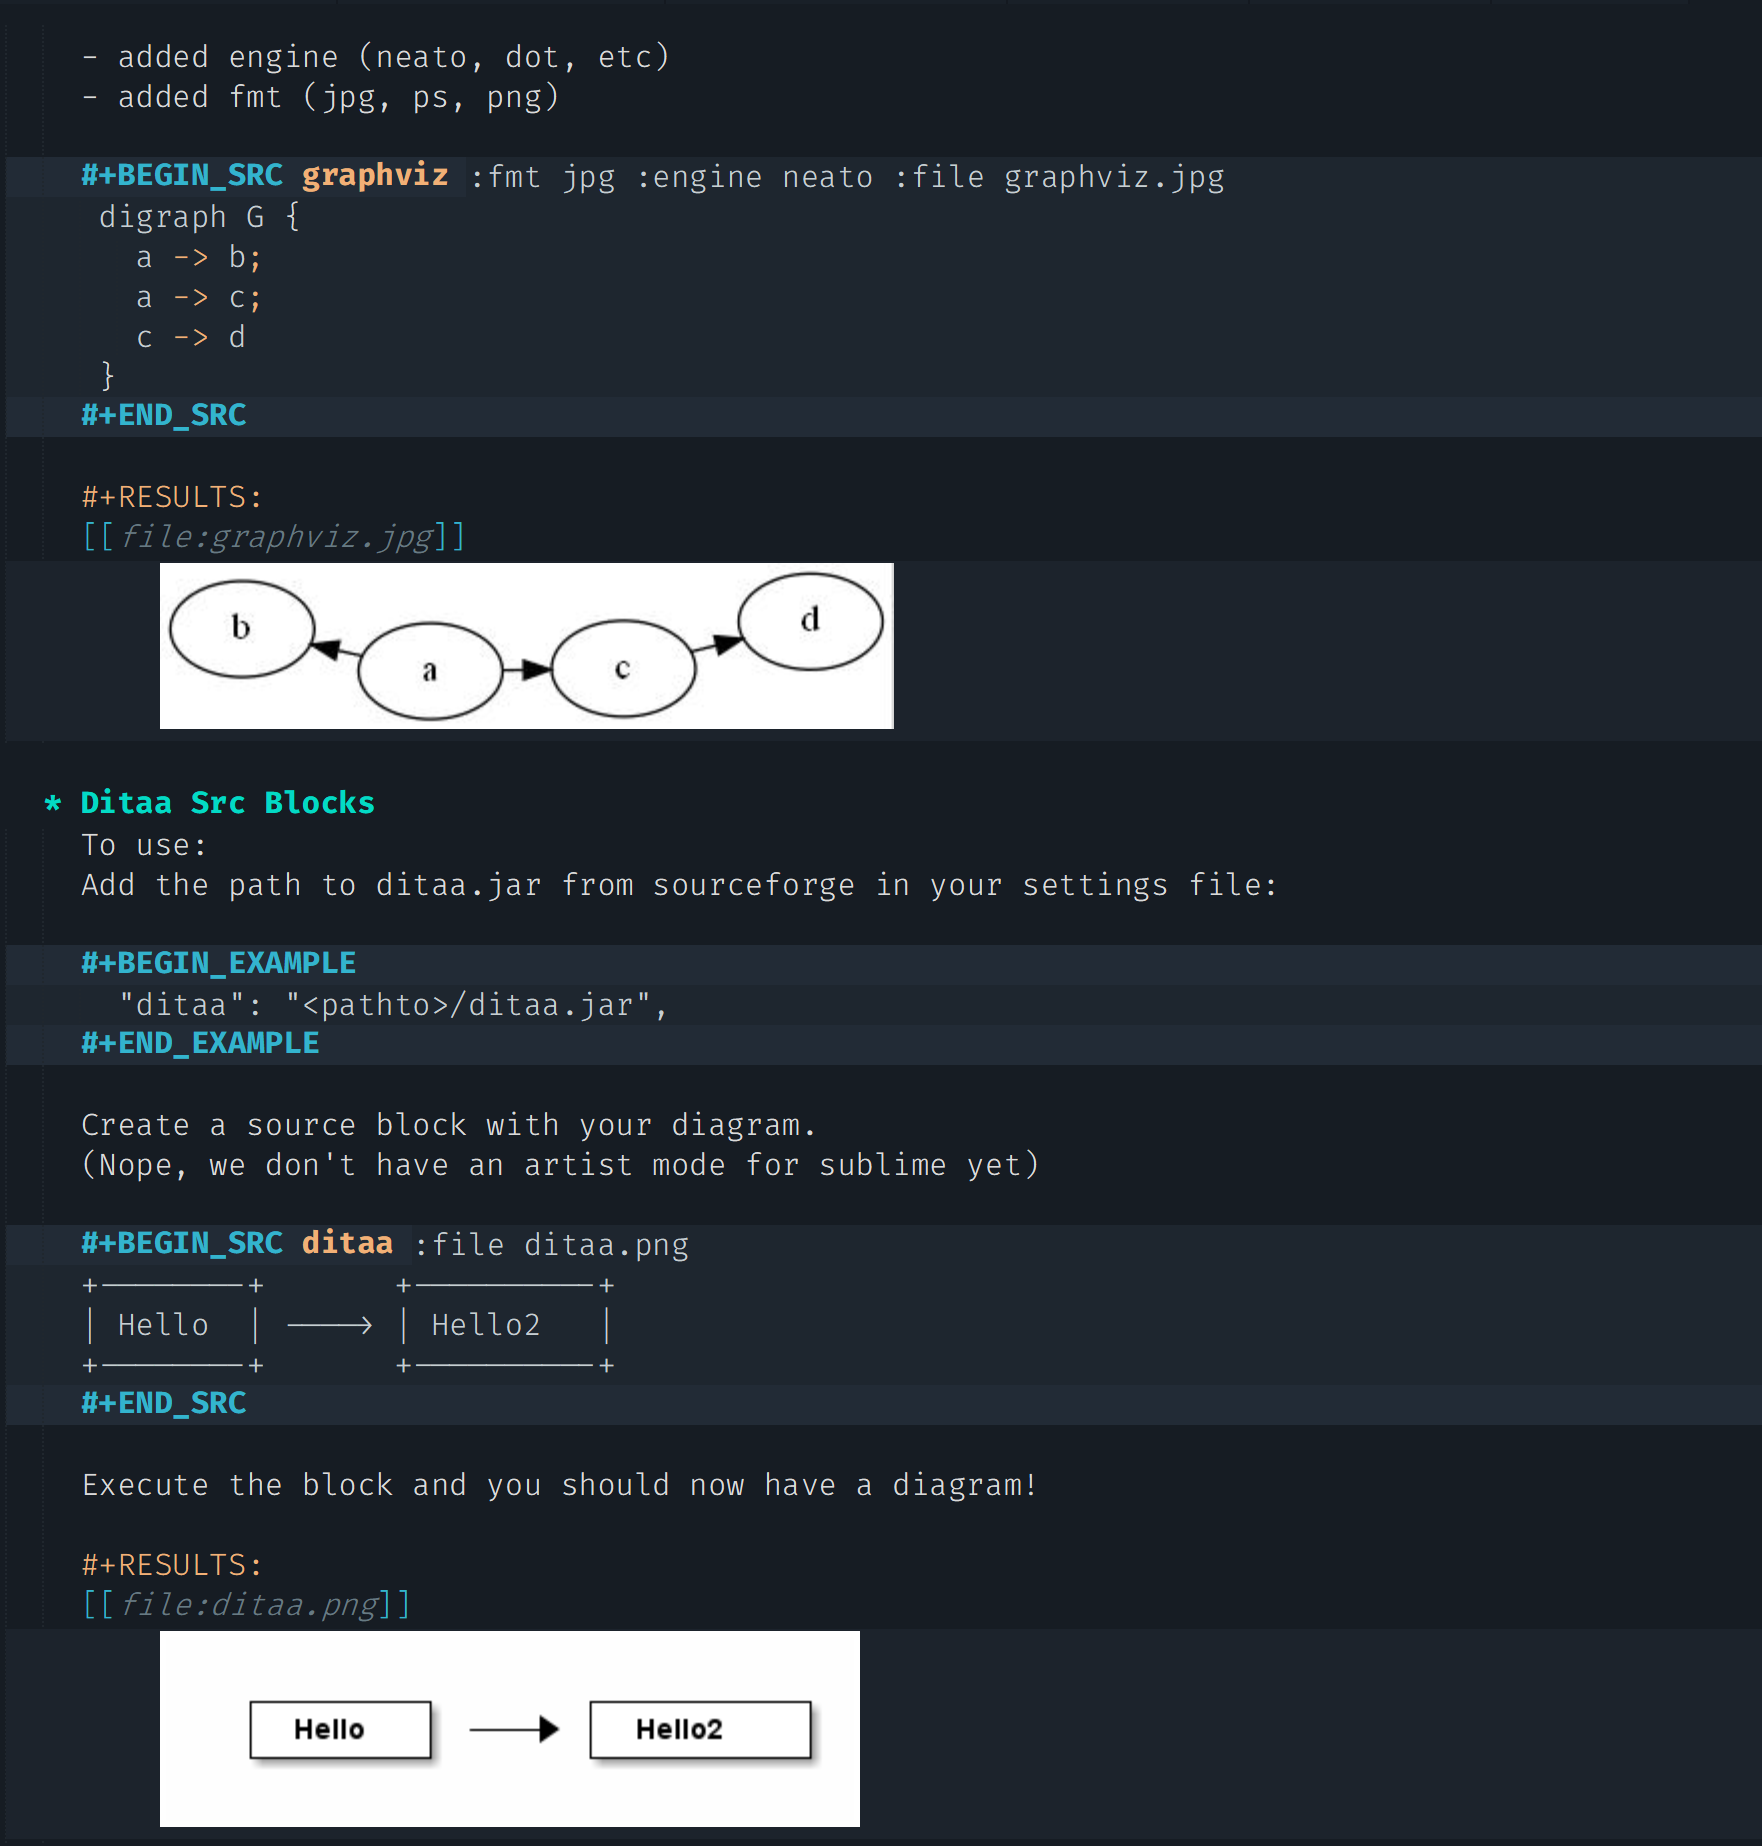 - added engine (neato, dot, etc)
- added fmt (jpg, ps, png)
#+BEGIN_SRC graphviz :fmt jpg :engine neato :file graphviz.jpg
digraph G {
a -> b;
a -> c;
c -> d
}
#+END_SRC
#+RESULTS:
[[file:graphviz.jpg]]
b a c d
* Ditaa Src Blocks
To use:
Add the path to ditaa.jar from sourceforge in your settings file:
#+BEGIN_EXAMPLE
"ditaa": "<pathto>/ditaa.jar",
#+END_EXAMPLE
Create a source block with your diagram.
(Nope, we don't have an artist mode for sublime yet)
#+BEGIN_SRC ditaa :file ditaa.png
+--------+       +----------+
| Hello  | ----> | Hello2   |
+--------+       +----------+
#+END_SRC
Execute the block and you should now have a diagram!
#+RESULTS:
[[file:ditaa.png]]
Hello Hello2